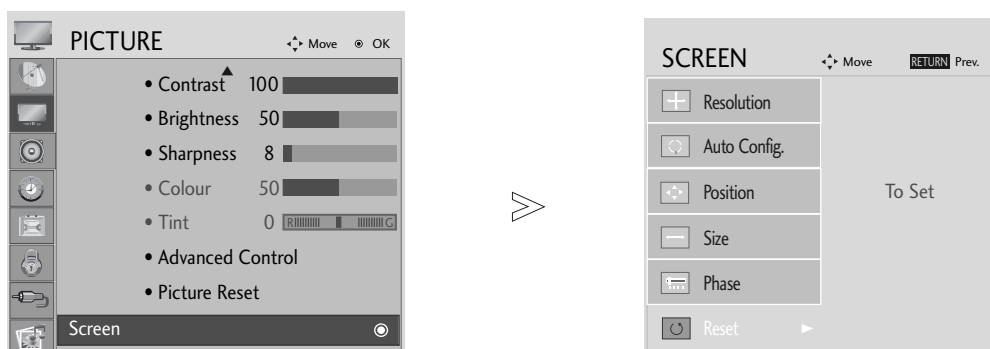 PICTURE
Move OK
• Contrast 100
• Brightness 50
• Sharpness 8
• Colour 50
• Tint 0 R G
• Advanced Control
• Picture Reset
Screen
SCREEN
Move RETURN Prev.
Resolution
Auto Config.
Position
Size
Phase
Reset
To Set